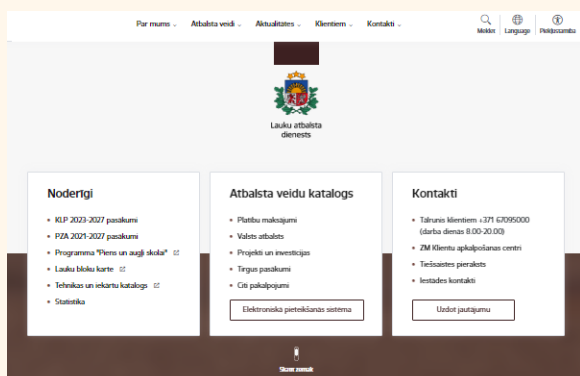 Par mums
Atbalsta veidi
Aktualitātes
Klientiem
Kontakti
Meklēt
Language
Piekļūstamība
Lauku atbalsta
dienests
Noderīgi
KLP 2023-2027 pasākumi
PZA 2021-2027 pasākumi
Programma "Piens un augļi skolai"
Lauku bloku karte
Tehnikas un iekārtu katalogs
Statistika
Atbalsta veidu katalogs
Platību maksājumi
Valsts atbalsts
Projekti un investīcijas
Tirgus pasākumi
Citi pakalpojumi
Elektroniskā pieteikšanās sistēma
Kontakti
Tālrunis klientiem +371 67095000
(darba dienās 8.00-20.00)
ZM Klientu apkalpošanas centri
Tiešsaistes pieraksts
Iestādes kontakti
Uzdot jautājumu
Skatīt zemāk